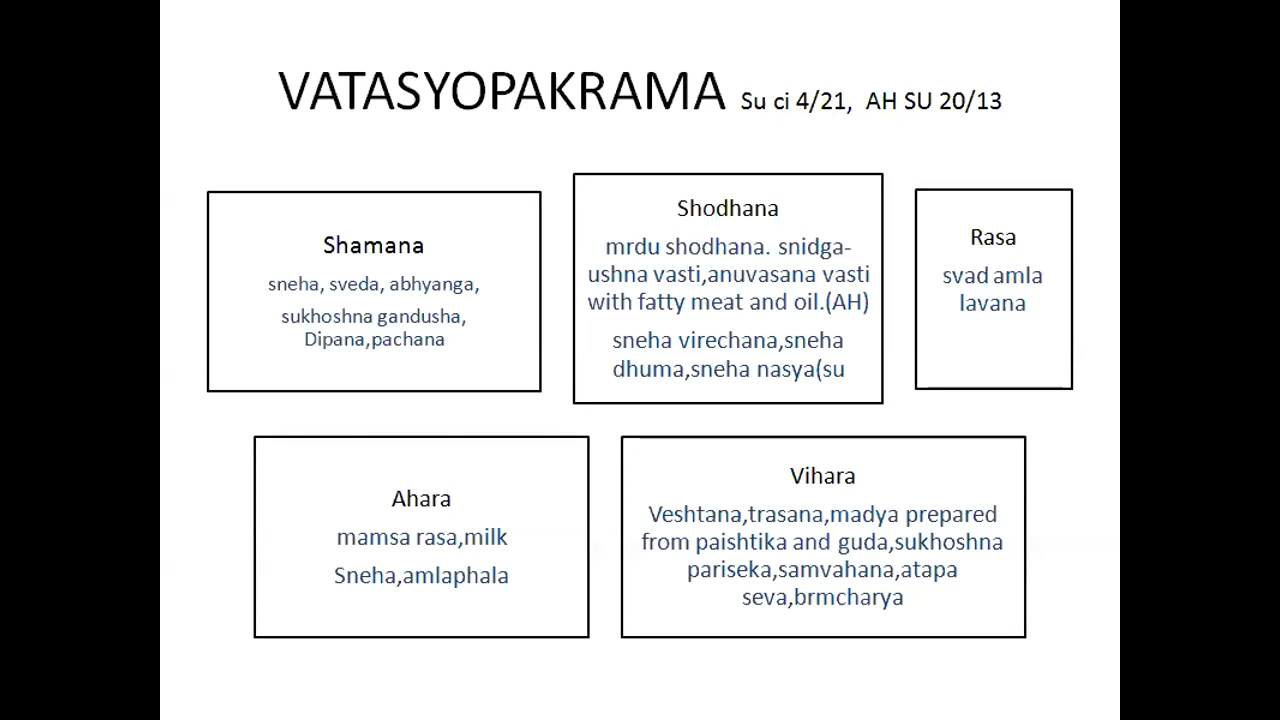 VATASYOPAKRAMA Su ci 4/21, AH SU 20/13
Shamana
sneha, sveda, abhyanga,
sukhoshna gandusha,
Dipana,pachana
Shodhana
mrdu shodhana. snidga-
ushna vasti,anuvasana vasti
with fatty meat and oil.(AH)
sneha virechana,sneha
dhuma,sneha nasya(su
Rasa
svad amla
lavana
Ahara
mamsa rasa,milk
Sneha,amlaphala
Vihara
Veshtana,trasana,madya prepared
from paishtika and guda,sukhoshna
pariseka,samvahana,atapa
seva,brmcharya